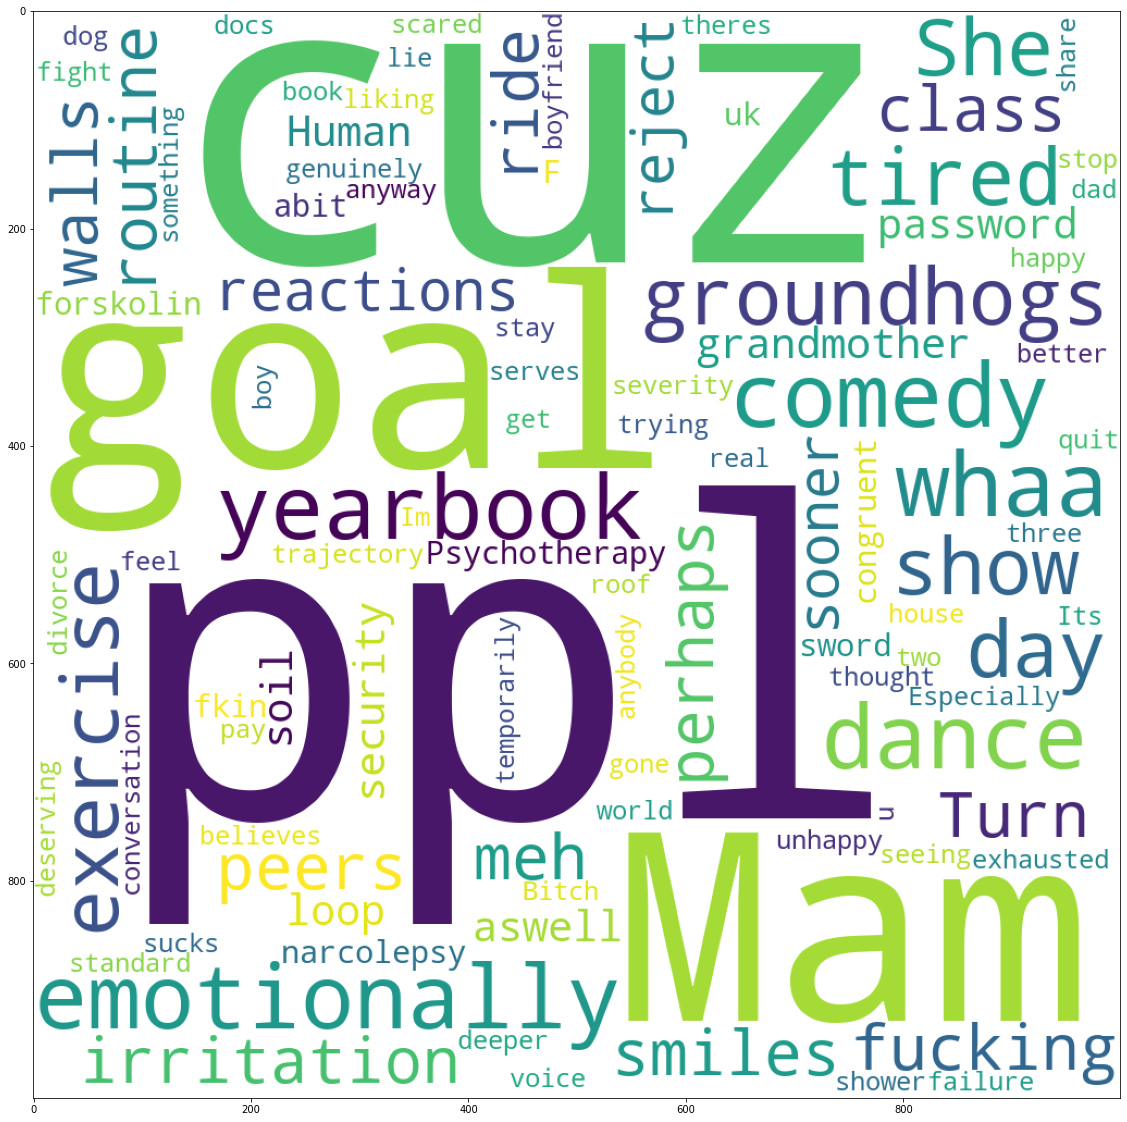 dog
docs
scared
theres
She
share
fight
lie
cuz
ride
boyfriend
reject
routine
walls
something
book
liking
uk
class
Human
genuinely
F
tired
stop
abit
anyway
dad
password
happy
forskolin
reactions
groundhogs
goal
stay
grandmother
better
boy
serves
severity
comedy
get
trying
quit
real
sooner
congruent
whaa
yearbook
Im
three
trajectory
Psychotherapy
show
divorce
feel
roof
perhaps
exercise
ppl
security
temporarily
anybody
house
Its
sword
two
day
soil
thought
Especially
fkin
pay
dance
conversation
gone
deserving
world
u
Turn
believes
unhappy
peers
meh
seeing
exhausted
Bitch
Mam
loop
aswell
sucks
narcolepsy
standard
emotionally
deeper
smiles
fucking
irritation
voice
shower
failure
0
200
400
600
800
0
200
400
600
800